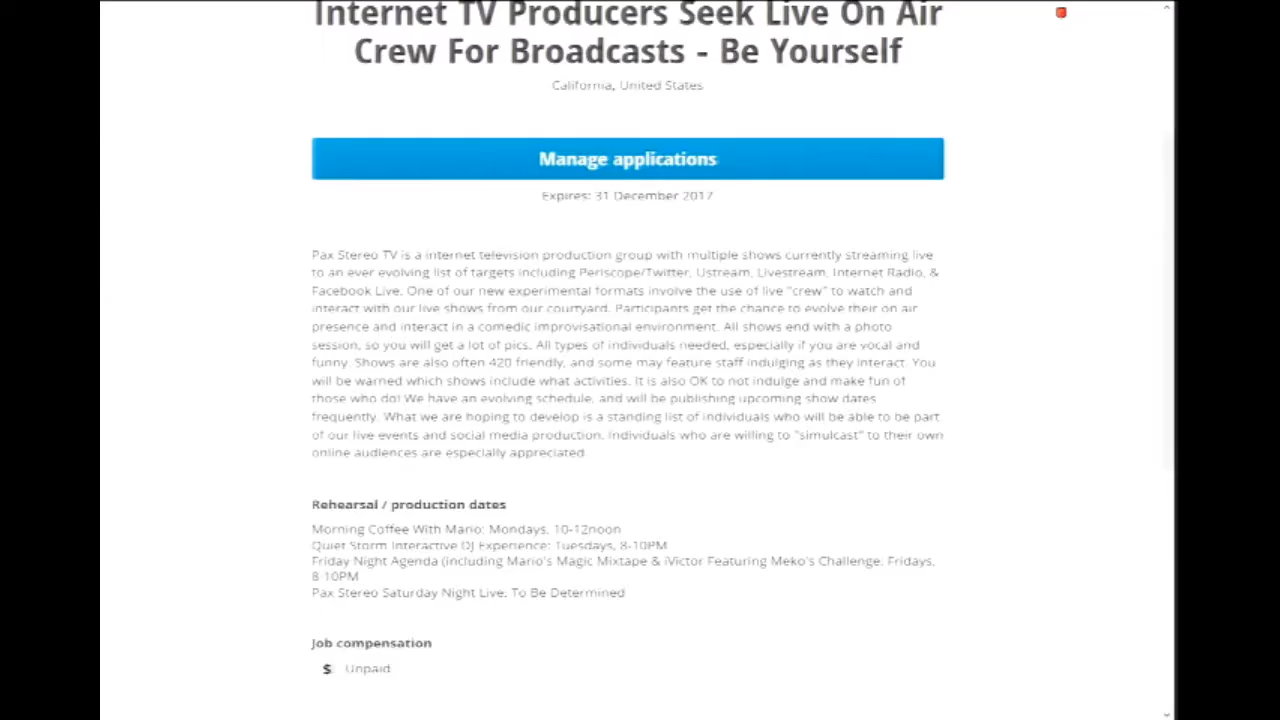 Internet TV Producers Seek Live On Air
Crew For Broadcasts - Be Yourself
California, United States
Manage applications
Expires: 31 December 2017
Pax Stereo TV is a internet television production group with multiple shows currently streaming live
to an ever evolving list of targets including Periscope/Twitter, Ustream, Livestream, Internet Radio, &
Facebook Live. One of our new experimental formats involve the use of live "crew" to watch and
interact with our live shows from our courtyard. Participants get the chance to evolve their on air
presence and interact in a comedic improvisational environment. All shows end with a photo
session, so you will get a lot of pics. All types of individuals needed, especially if you are vocal and
funny. Shows are also often 420 friendly, and some may feature staff indulging as they interact. You
will be warned which shows include what activities. It is also OK to not indulge and make fun of
those who do! We have an evolving schedule, and will be publishing upcoming show dates
frequently. What we are hoping to develop is a standing list of individuals who will be able to be part
of our live events and social media production. Individuals who are willing to "simulcast" to their own
online audiences are especially appreciated.
Rehearsal / production dates
Morning Coffee With Mario: Mondays, 10-12noon
Quiet Storm Interactive DJ Experience: Tuesdays, 8-10PM
Friday Night Agenda (including Mario's Magic Mixtape & iVictor Featuring Meko's Challenge: Fridays,
8-10PM
Pax Stereo Saturday Night Live: To Be Determined
Job compensation
$ Unpaid